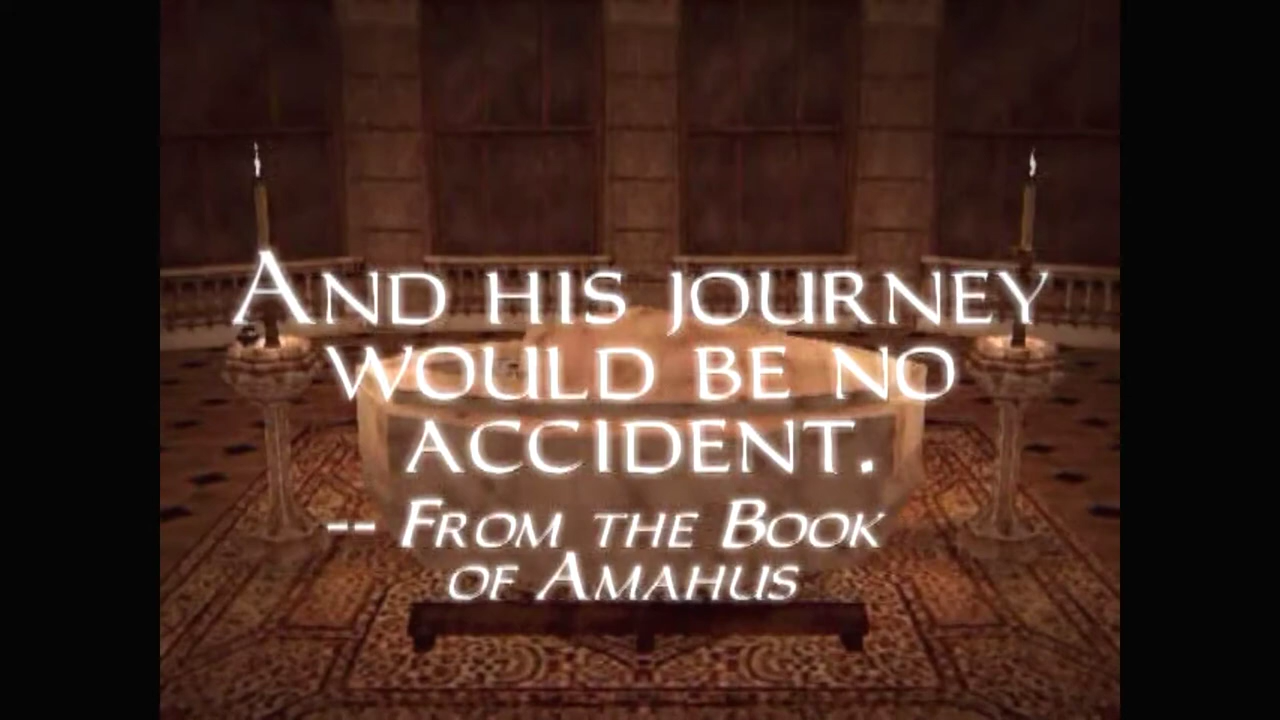 And his journey
would be no
accident.
-- From the Book
of Amahus